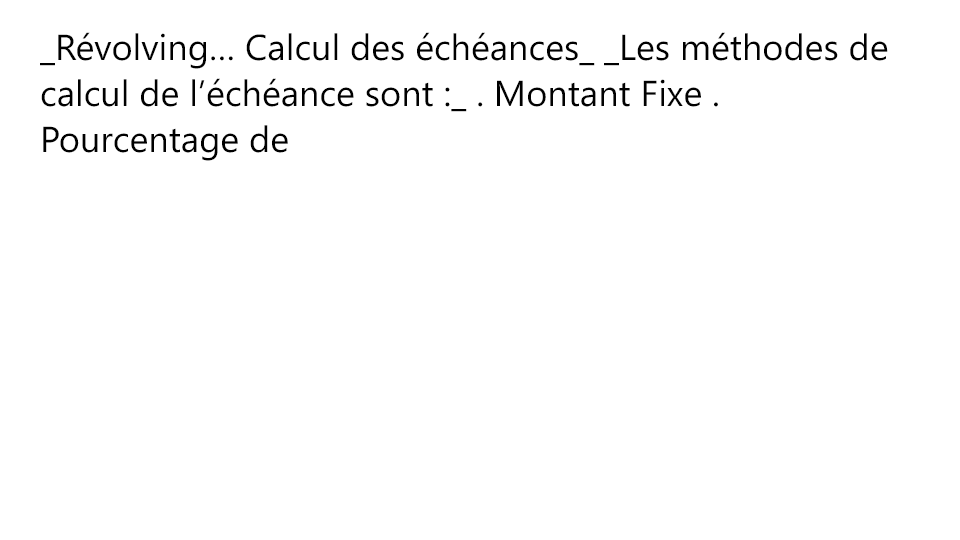 _Révolving… Calcul des échéances_ _Les méthodes de
calcul de l’échéance sont :_ . Montant Fixe .
Pourcentage de